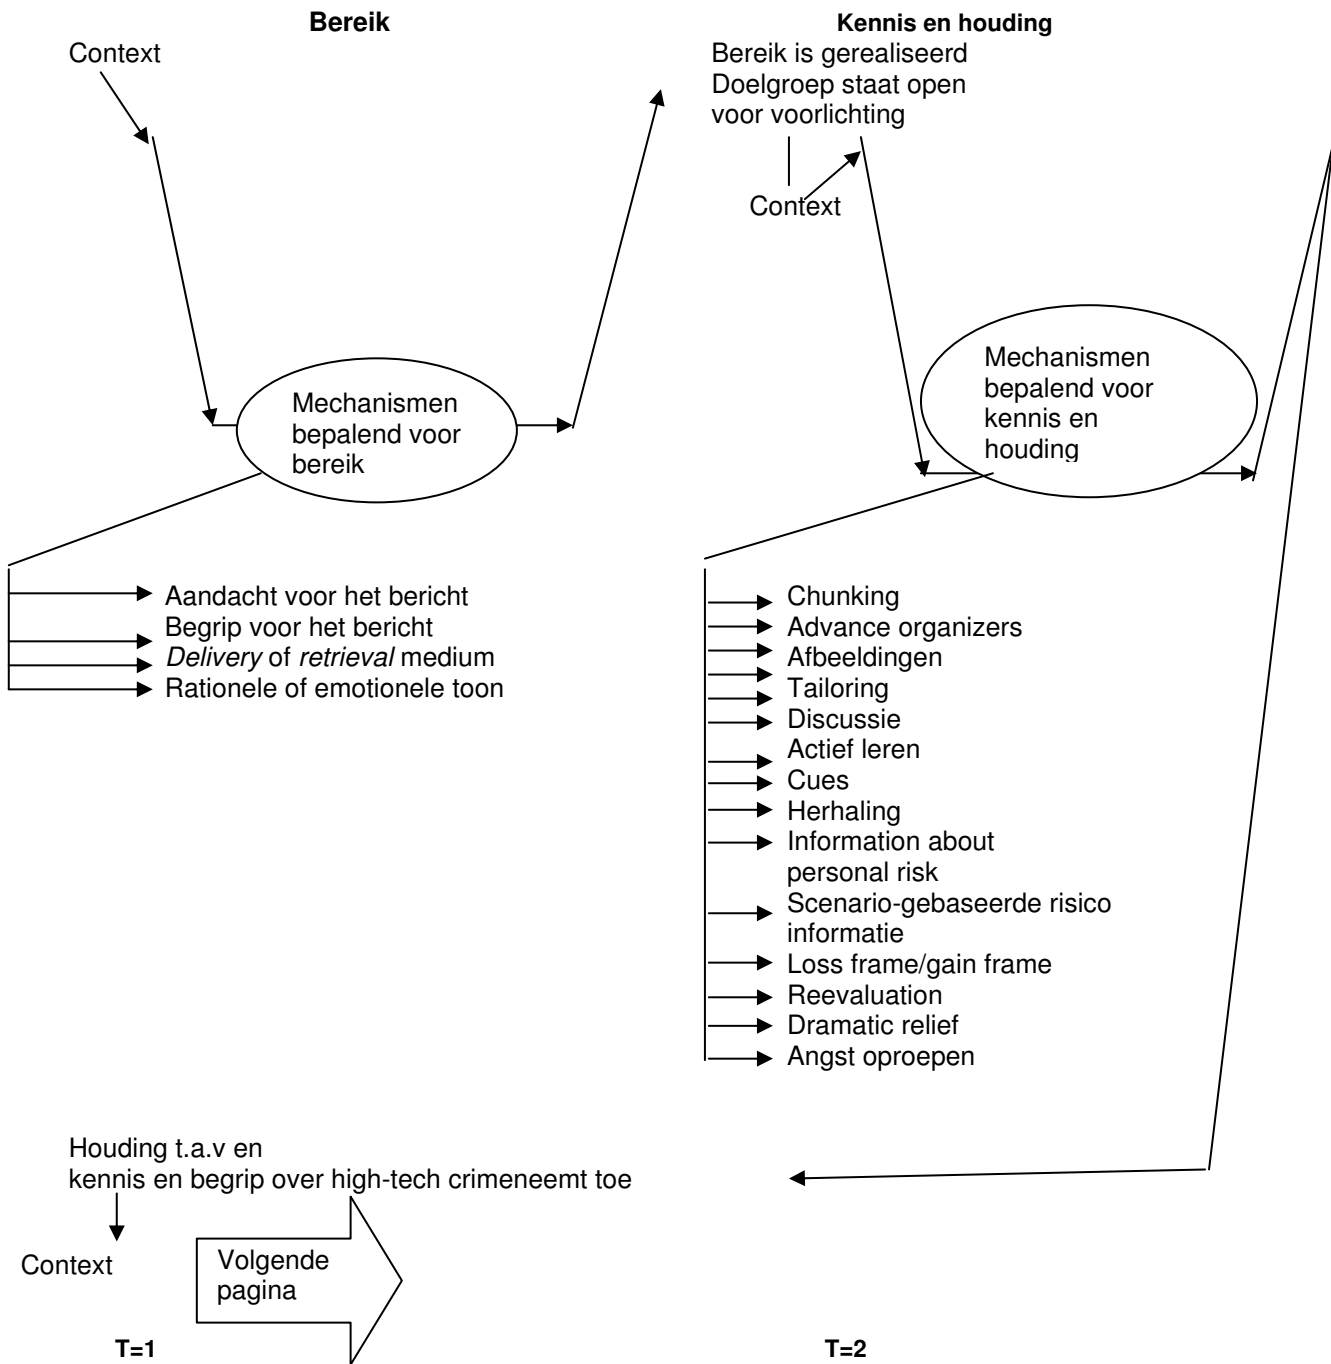 Bereik
Context
Mechanismen
bepalend voor
bereik
Aandacht voor het bericht
Begrip voor het bericht
Delivery of retrieval medium
Rationele of emotionele toon
Kennis en houding
Bereik is gerealiseerd
Doelgroep staat open
voor voorlichting
Context
Mechanismen
bepalend voor
kennis en
houding
Chunking
Advance organizers
Afbeeldingen
Tailoring
Discussie
Actief leren
Cues
Herhaling
Information about
personal risk
Scenario-gebaseerde risico
informatie
Loss frame/gain frame
Reevaluation
Dramatic relief
Angst oproepen
Houding t.a.v en
kennis en begrip over high-tech crimeneemt toe
Context
Volgende
pagina
T=1
T=2